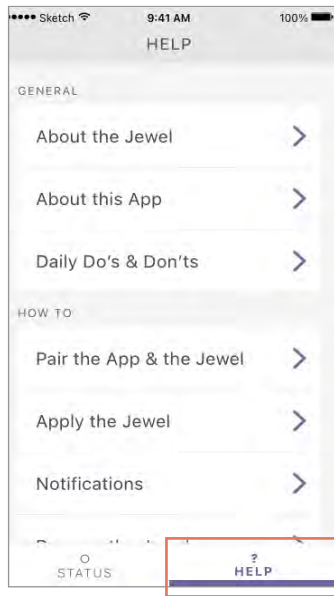 Sketch 9:41 AM 100%
HELP
GENERAL
About the Jewel
About this App
Daily Do's & Don'ts
HOW TO
Pair the App & the Jewel
Apply the Jewel
Notifications
O ?
STATUS HELP